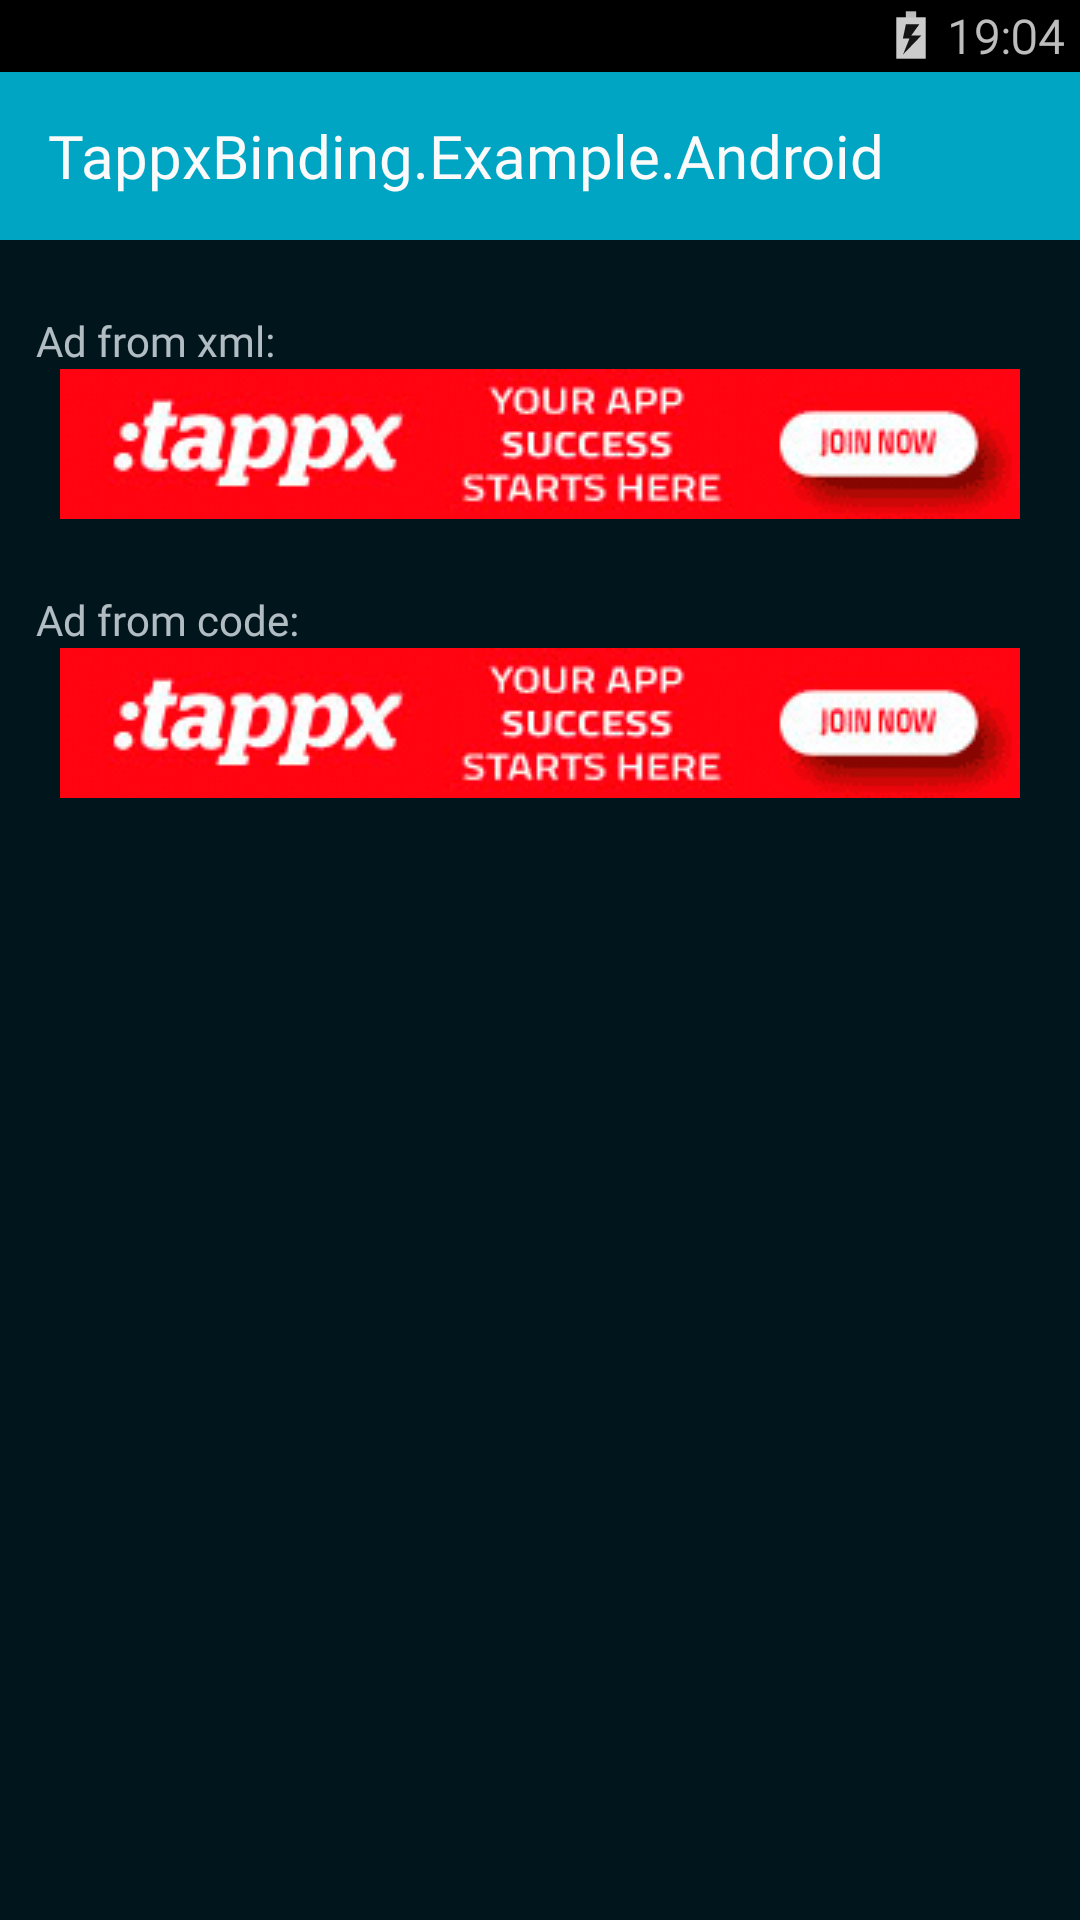 19:04
TappxBinding.Example.Android
Ad from xml:
:tappx
YOUR APP
SUCCESS
STARTS HERE
JOIN NOW
Ad from code:
:tappx
YOUR APP
SUCCESS
STARTS HERE
JOIN NOW